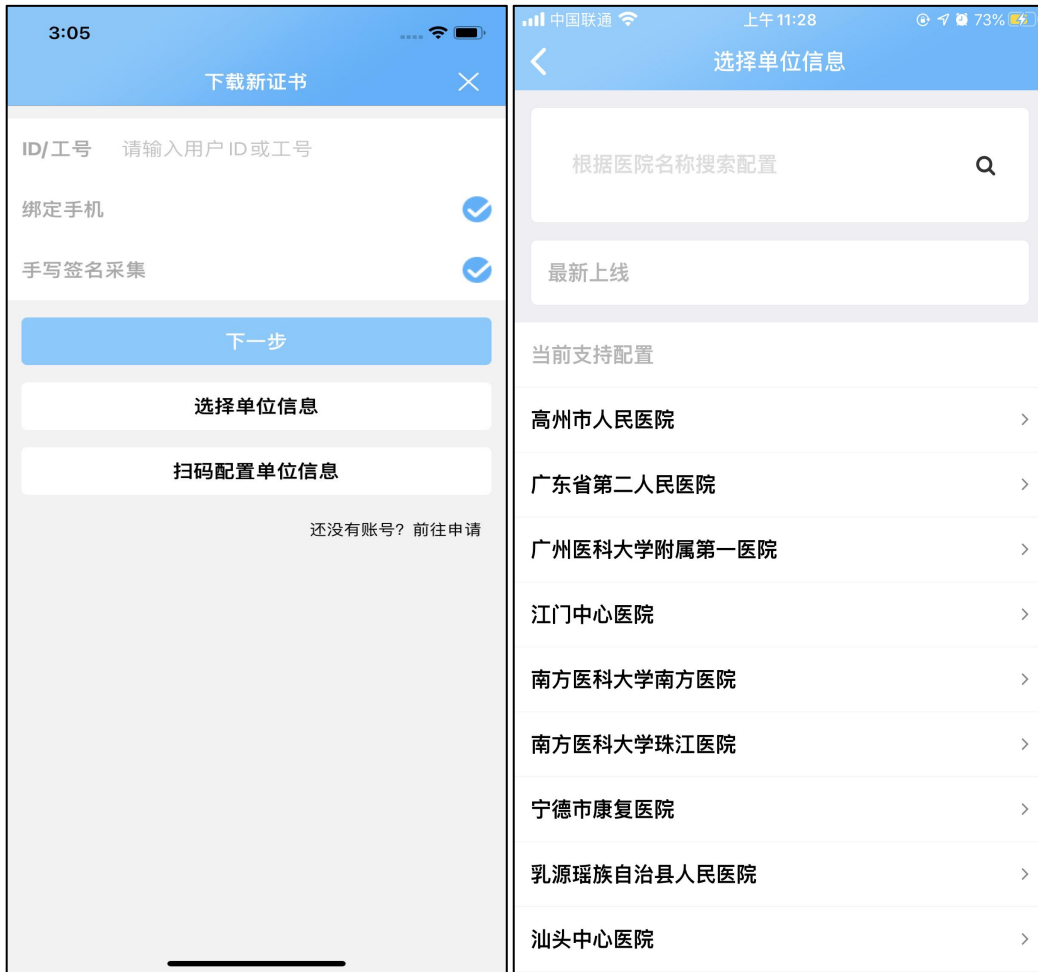 3:05
下载新证书
ID/工号 请输入用户ID或工号
绑定手机
手写签名采集
下一步
选择单位信息
扫码配置单位信息
还没有账号？前往申请
中国联通 上午11:28 73%
选择单位信息
根据医院名称搜索配置
最新上线
当前支持配置
高州市人民医院
广东省第二人民医院
广州医科大学附属第一医院
江门中心医院
南方医科大学南方医院
南方医科大学珠江医院
宁德市康复医院
乳源瑶族自治县人民医院
汕头中心医院